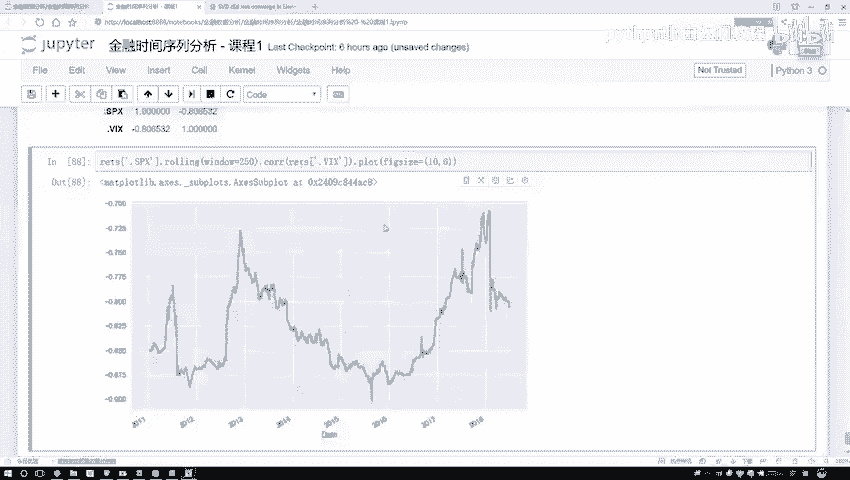 jupyter 金融时间序列分析 - 课程1 Last Checkpoint: 6 hours ago (unsaved changes)
File Edit View Insert Cell Kernel Widgets Help
Not Trusted Python 3
Code
.SPX 1.000000 -0.806532
.VIX -0.806532 1.000000
In [88]: rets['.SPX'].rolling(window=250).corr(rets['.VIX']).plot(figsize=(10,6))
Out[88]: <matplotlib.axes._subplots.AxesSubplot at 0x2409c844ac8>
-0.700
-0.725
-0.750
-0.775
-0.800
-0.825
-0.850
-0.875
-0.900
2011 2012 2013 2014 2015 2016 2017 2018
Date